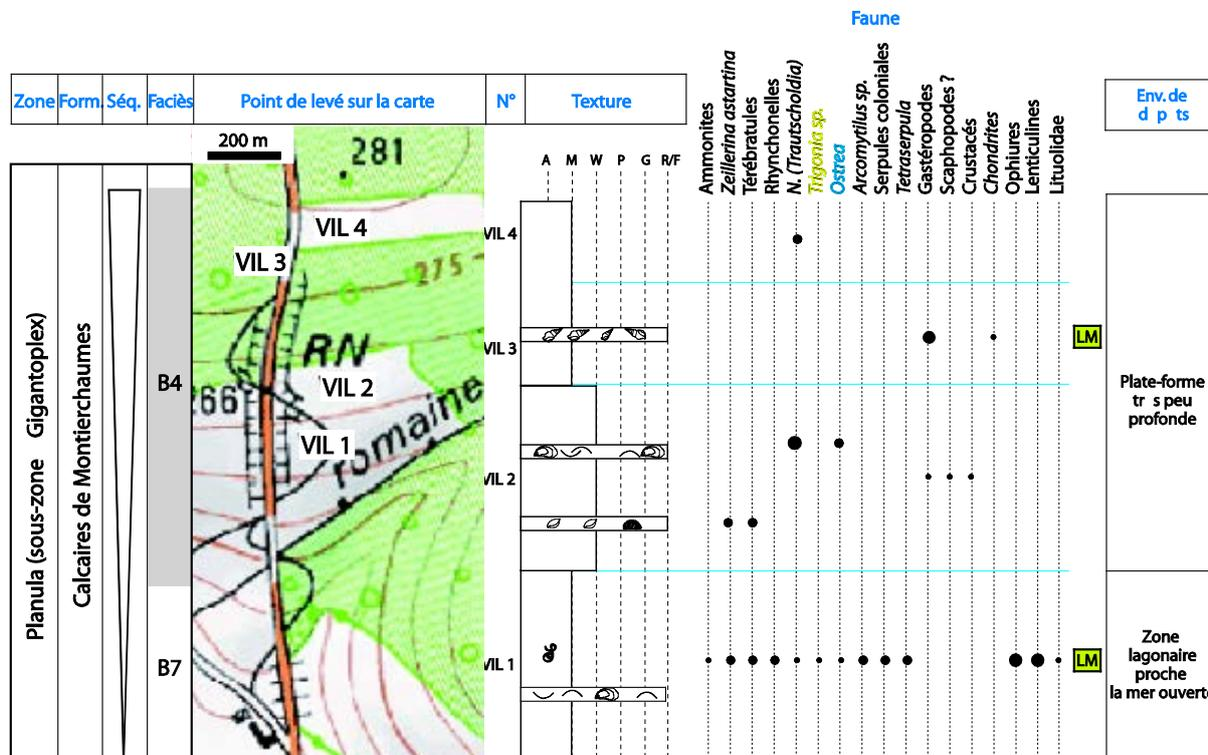 Faune
Zone
Form.
Séq.
Faciès
Point de levé sur la carte
N°
Texture
Env. de
d p ts
Ammonites
Zeillerina astartina
Térébratules
Rhynchonelles
N. (Trautscholdia)
Trigonia sp.
Ostrea
Arcomytilus sp.
Serpules coloniales
Tetraserpula
Gastéropodes
Scaphopodes ?
Crustacés
Chondrites
Ophiures
Lenticulines
Lituolidae
200 m
A M W P G R/F
Planula (sous-zone Gigantoplex)
Calcaires de Montierchaumes
B4
B7
281
VIL 4
VIL 3
275
RN
VIL 2
266
VIL 1
romaine
VIL 4
VIL 3
VIL 2
VIL 1
LM
LM
Plate-forme
tr s peu
profonde
Zone
lagonaire
proche
la mer ouverte